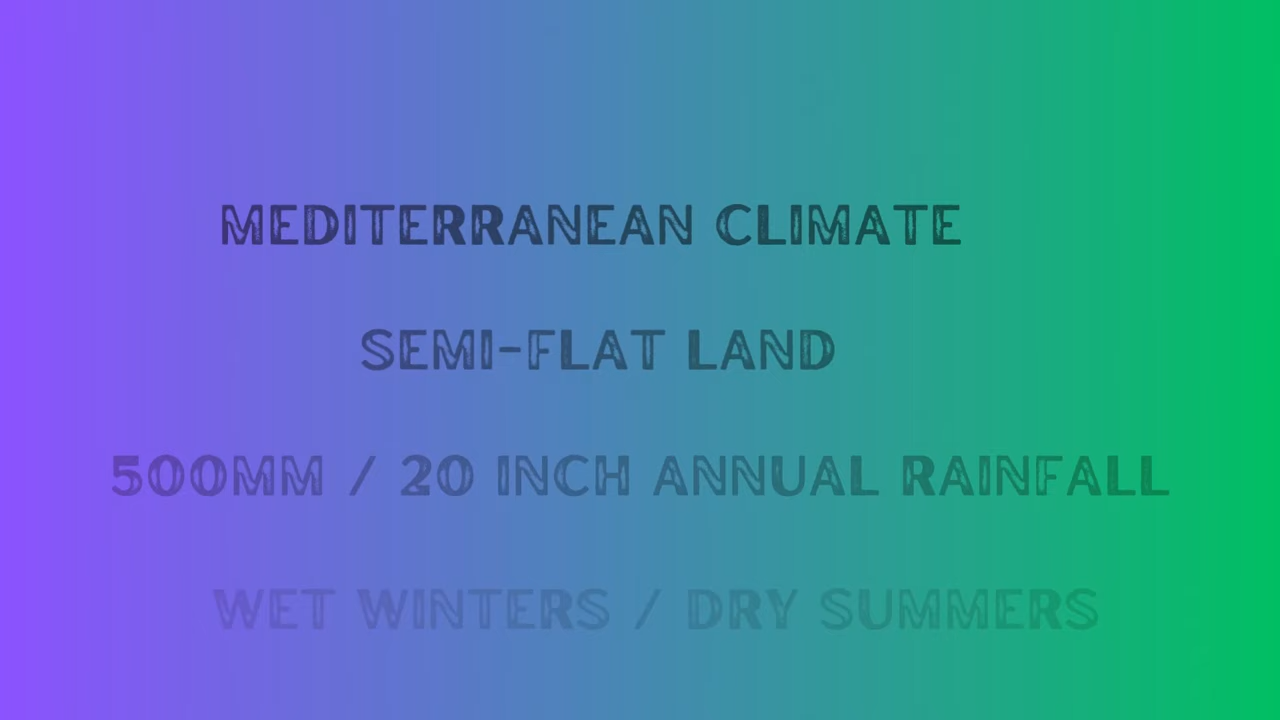 MEDITERRANEAN CLIMATE
SEMI-FLAT LAND
500MM / 20 INCH ANNUAL RAINFALL
WET WINTERS / DRY SUMMERS